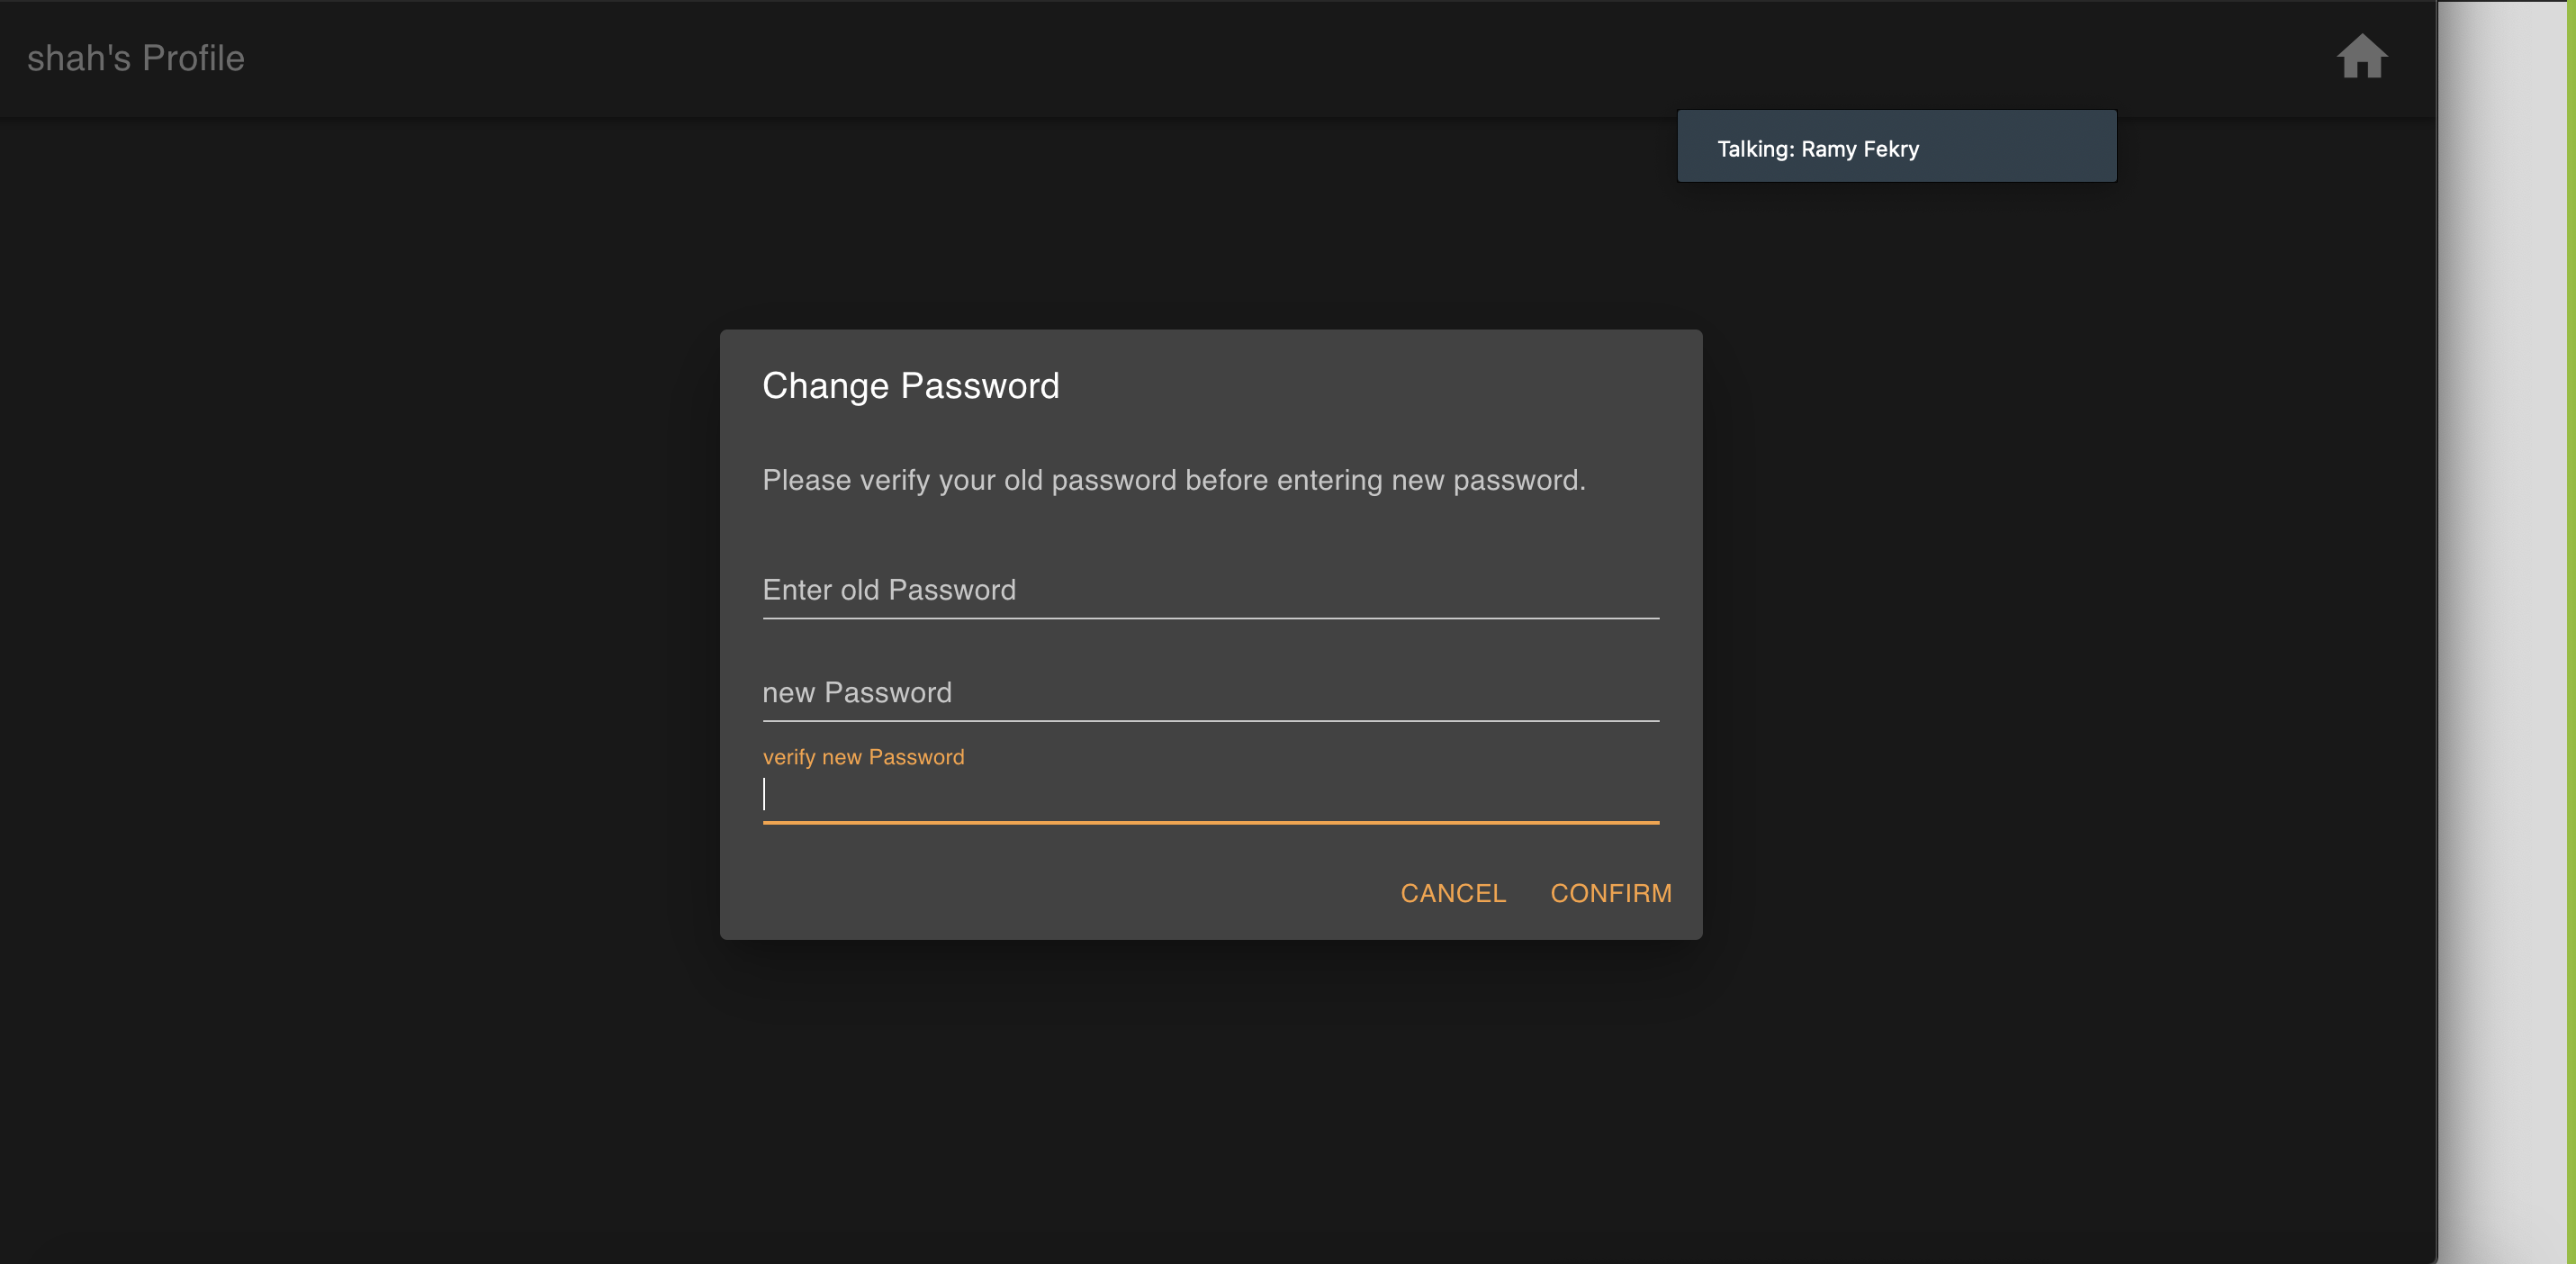 shah's Profile
Talking: Ramy Fekry
Change Password
Please verify your old password before entering new password.
Enter old Password
new Password
verify new Password
CANCEL CONFIRM